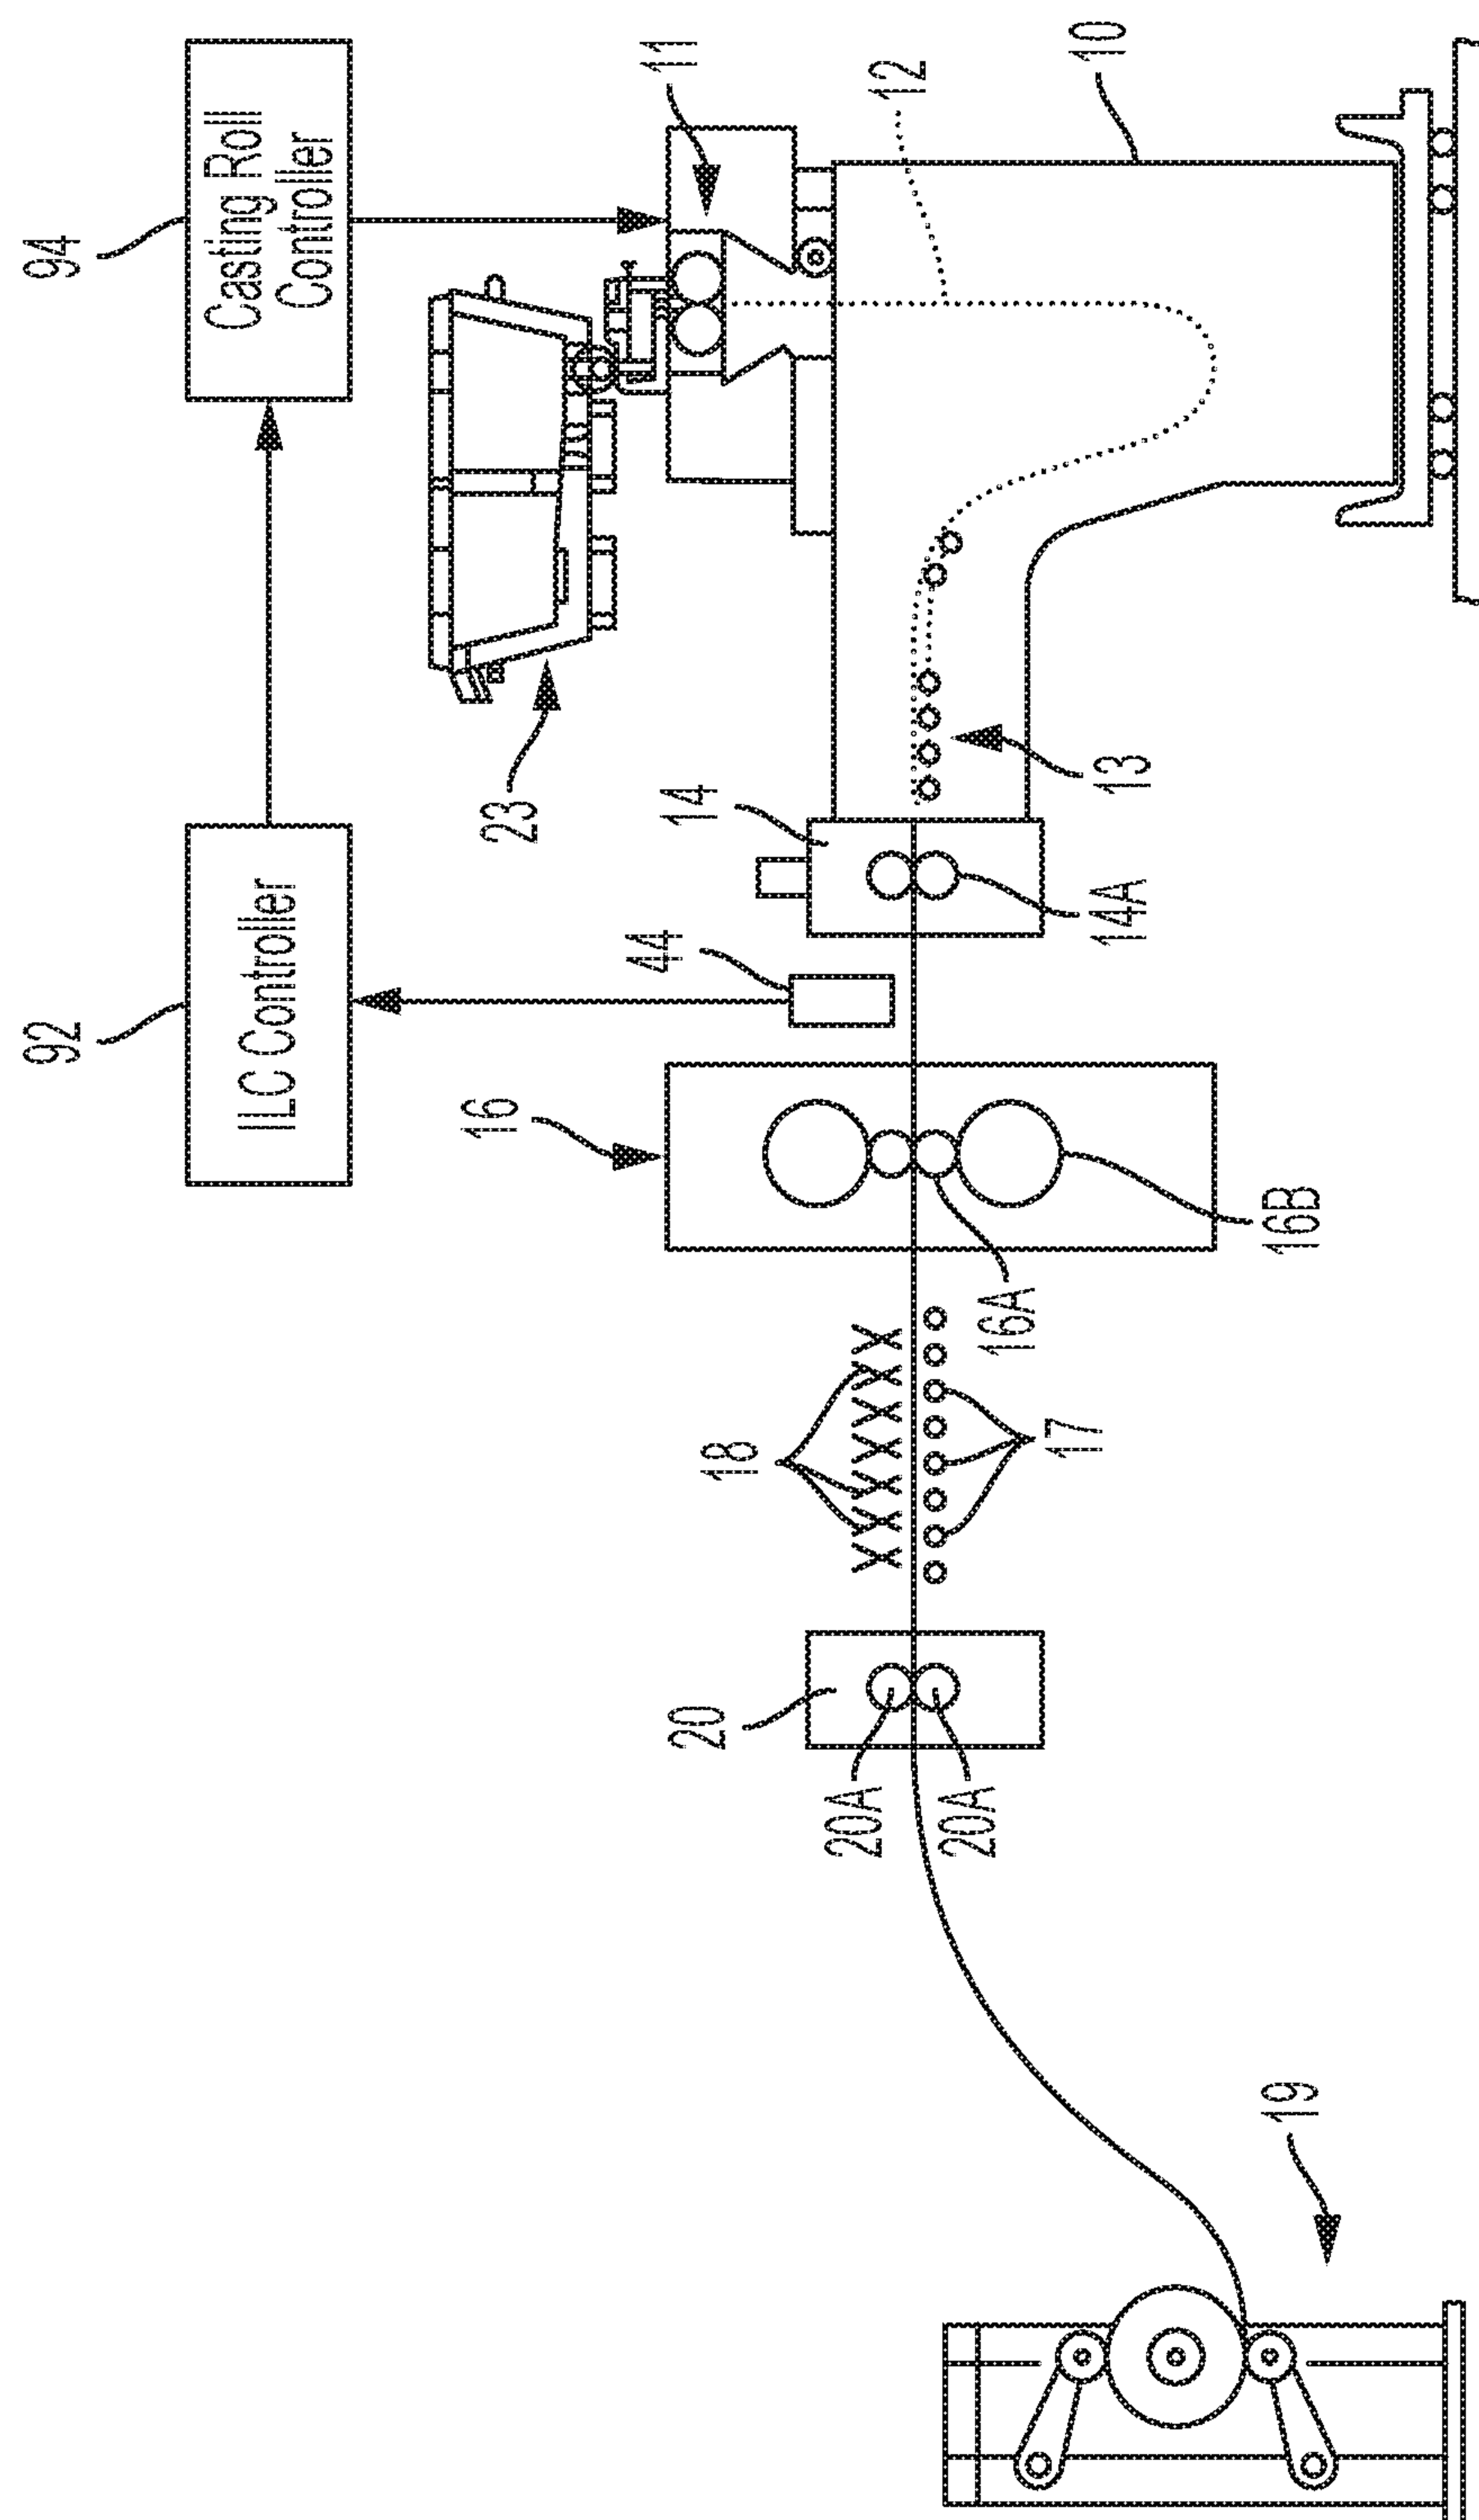 94
Casting Roll
Controller
92
ILC Controller
11
12
10
23
13
14
14A
44
16
16A
16B
18
17
20
20A
20A
19